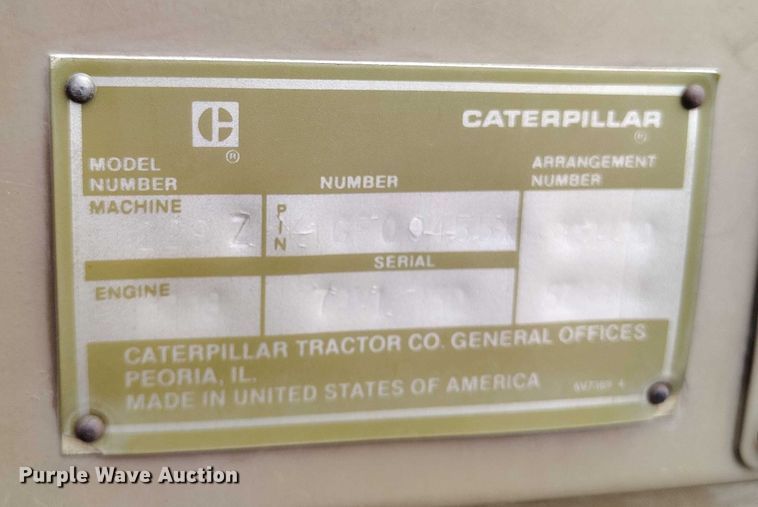 C
®
CATERPILLAR
®
MODEL
NUMBER
NUMBER
ARRANGEMENT
NUMBER
MACHINE
PIN
SERIAL
ENGINE
CATERPILLAR TRACTOR CO. GENERAL OFFICES
PEORIA, IL.
MADE IN UNITED STATES OF AMERICA
Purple Wave Auction